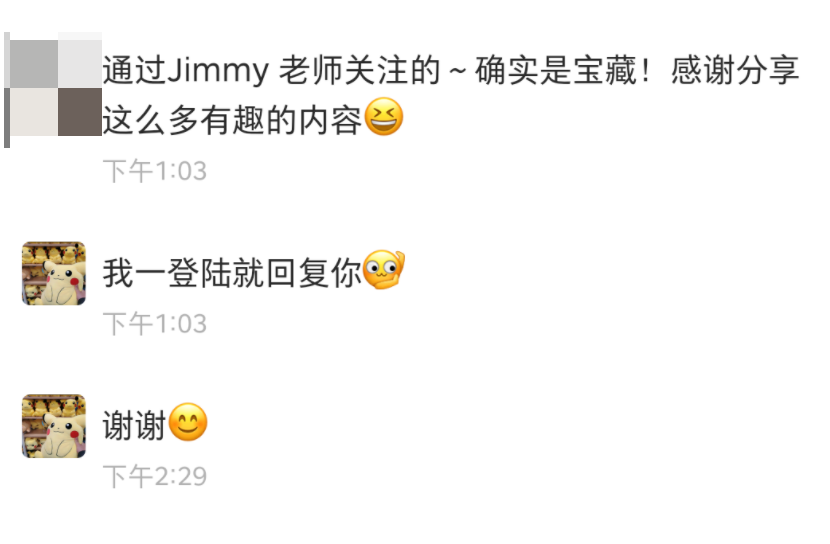 通过Jimmy 老师关注的～确实是宝藏！感谢分享
这么多有趣的内容😆
下午1:03
我一登陆就回复你
下午1:03
谢谢😊
下午2:29